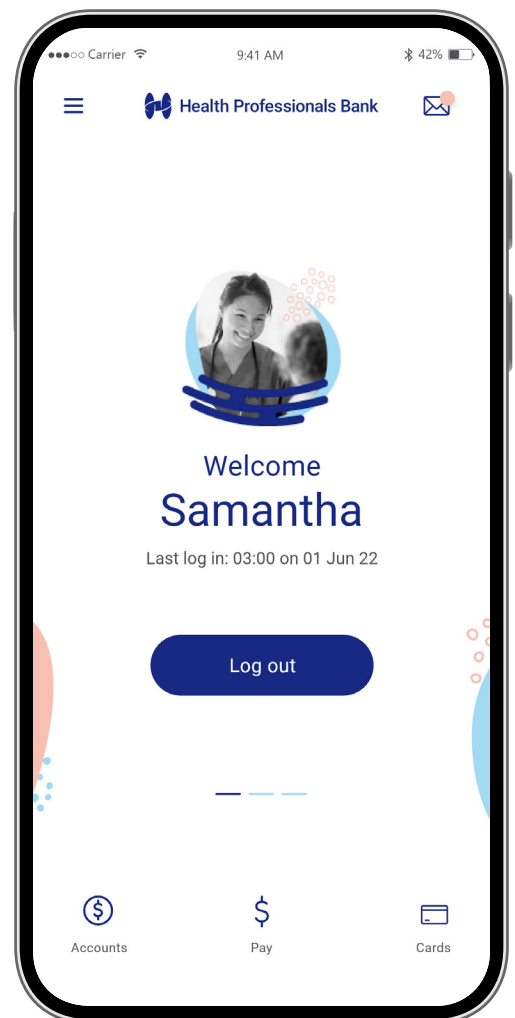 Carrier 9:41 AM 42%
Health Professionals Bank
Welcome
Samantha
Last log in: 03:00 on 01 Jun 22
Log out
Accounts Pay Cards